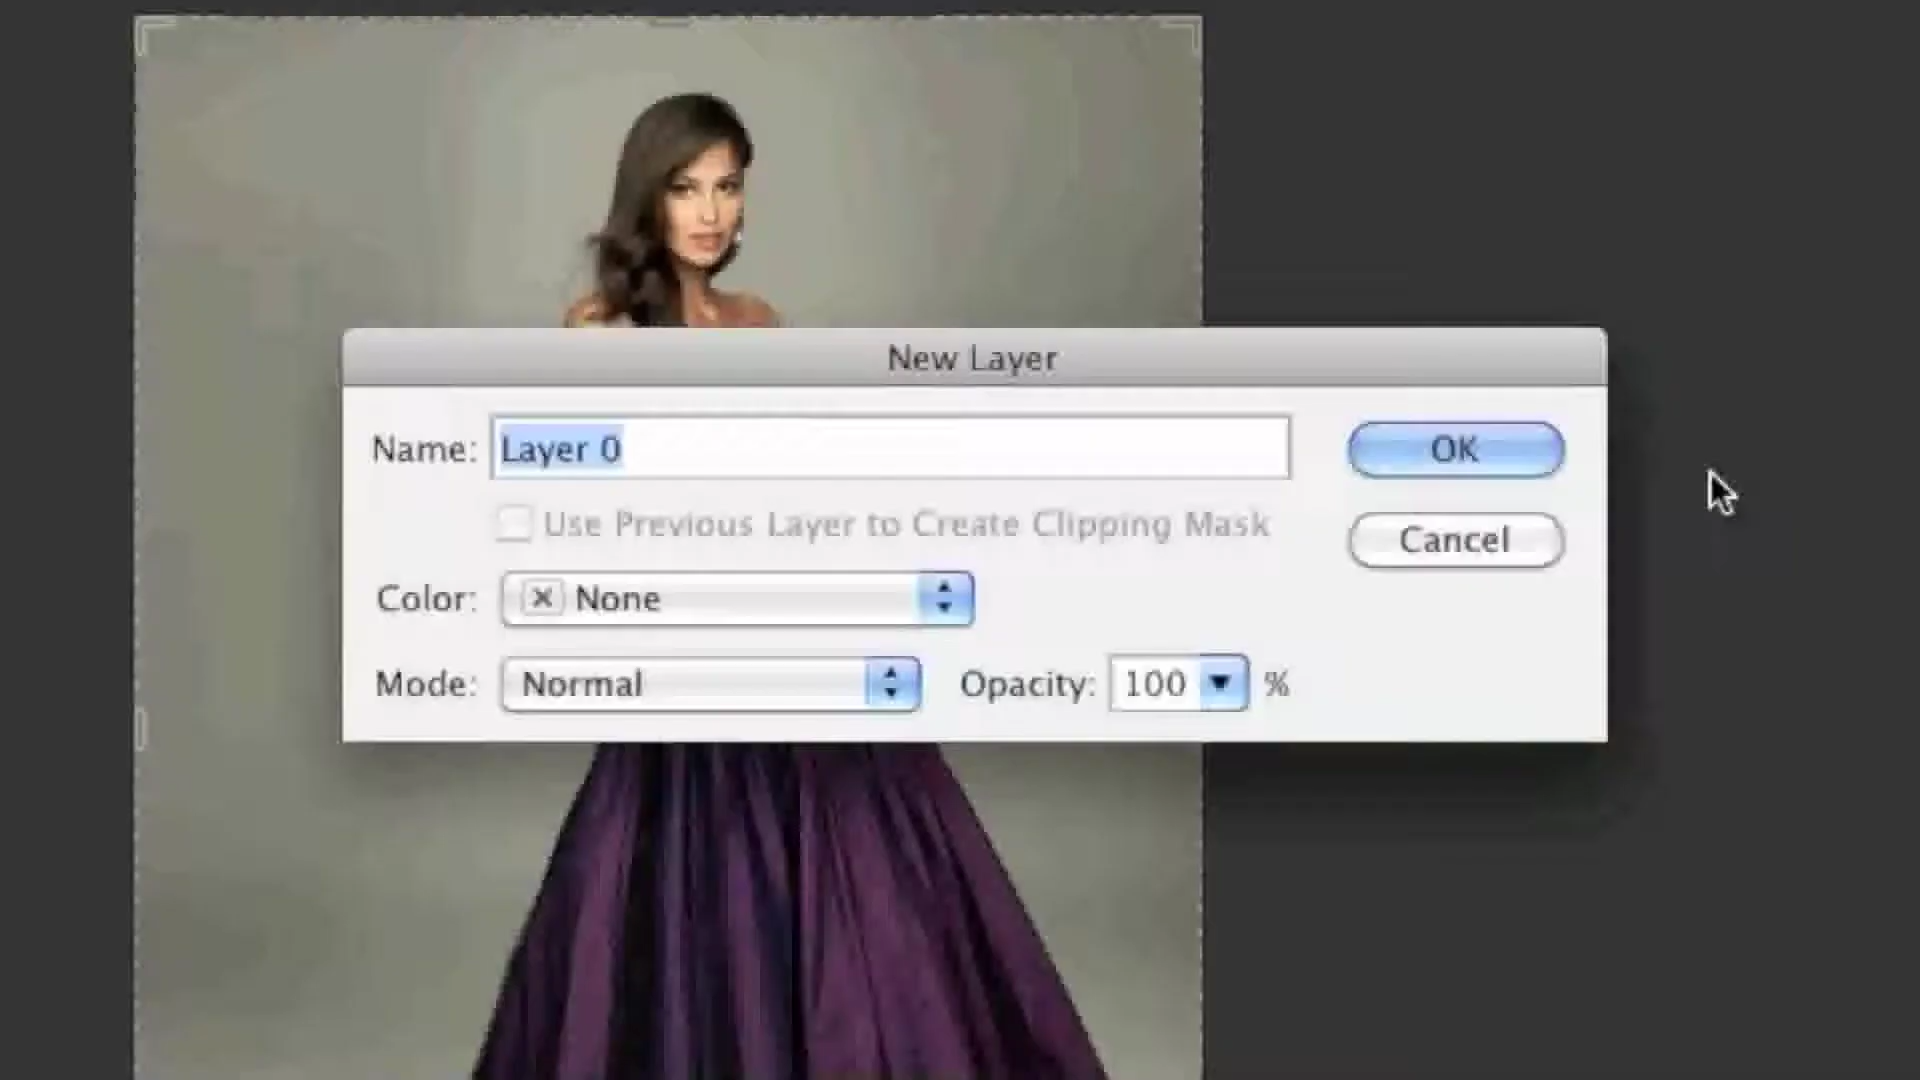 New Layer
Name: Layer 0
OK
Use Previous Layer to Create Clipping Mask
Cancel
Color: None
Mode: Normal Opacity: 100 %